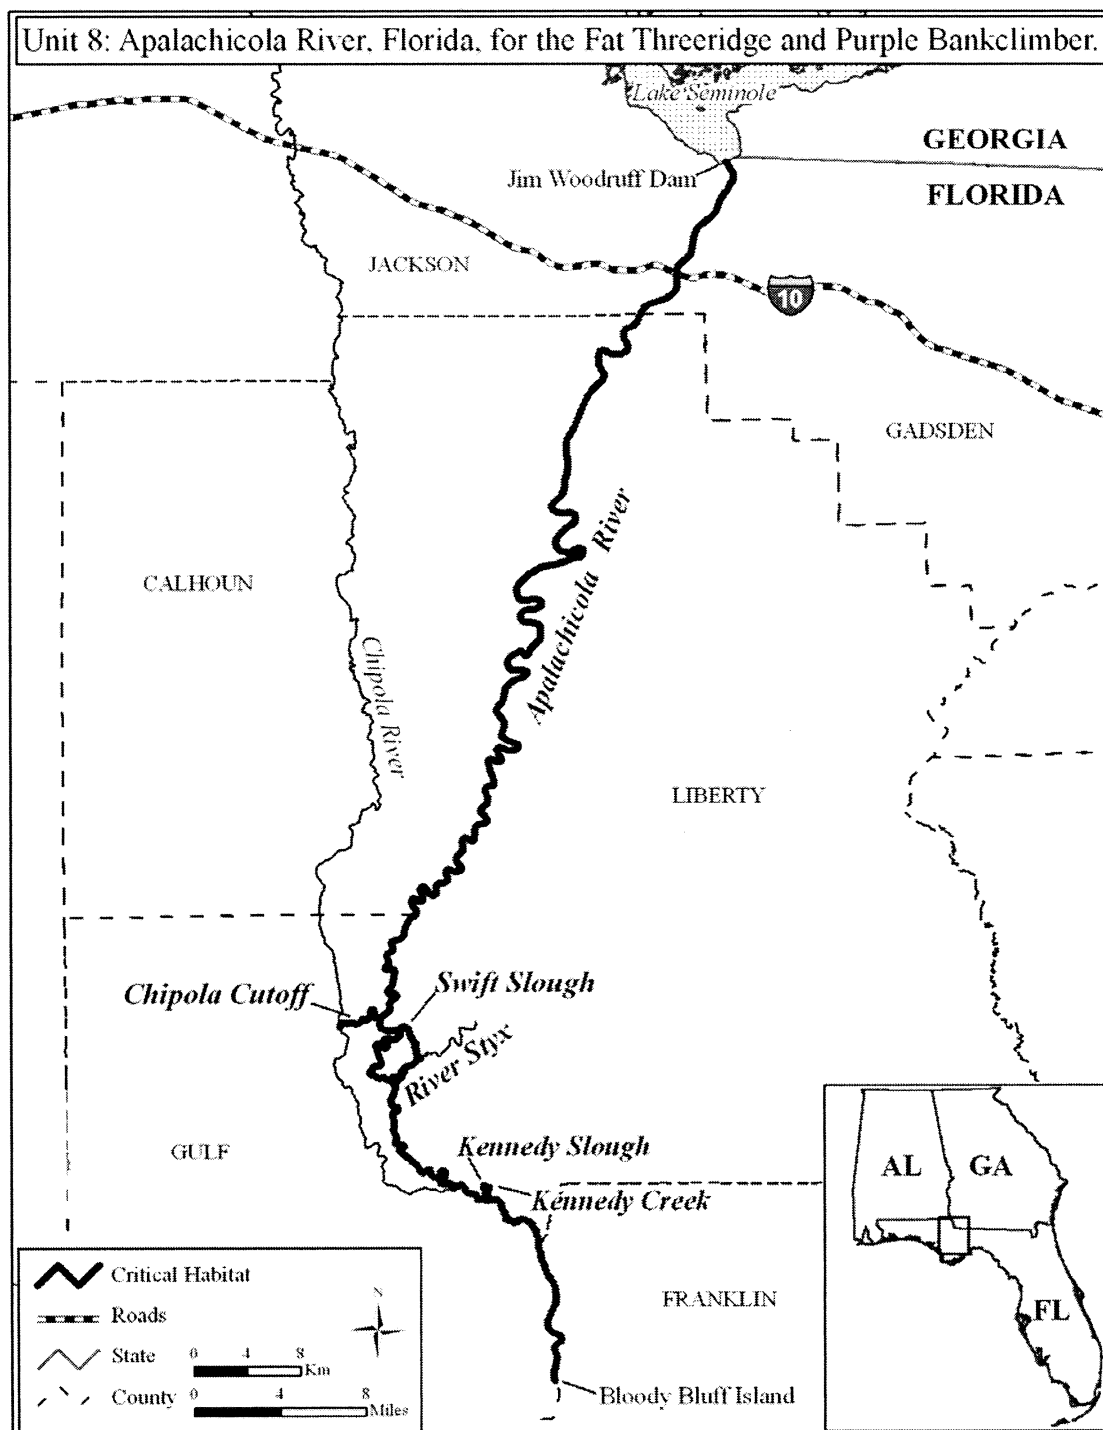 Unit 8: Apalachicola River, Florida, for the Fat Threeridge and Purple Bankclimber.
Lake Seminole
GEORGIA
Jim Woodruff Dam
FLORIDA
JACKSON
10
GADSDEN
Apalachicola River
CALHOUN
Chipola River
LIBERTY
Chipola Cutoff
Swift Slough
River Styx
GULF
Kennedy Slough
Kennedy Creek
AL
GA
FL
FRANKLIN
Bloody Bluff Island
Critical Habitat
Roads
N
State
0 4 8
Km
County
0 4 8
Miles